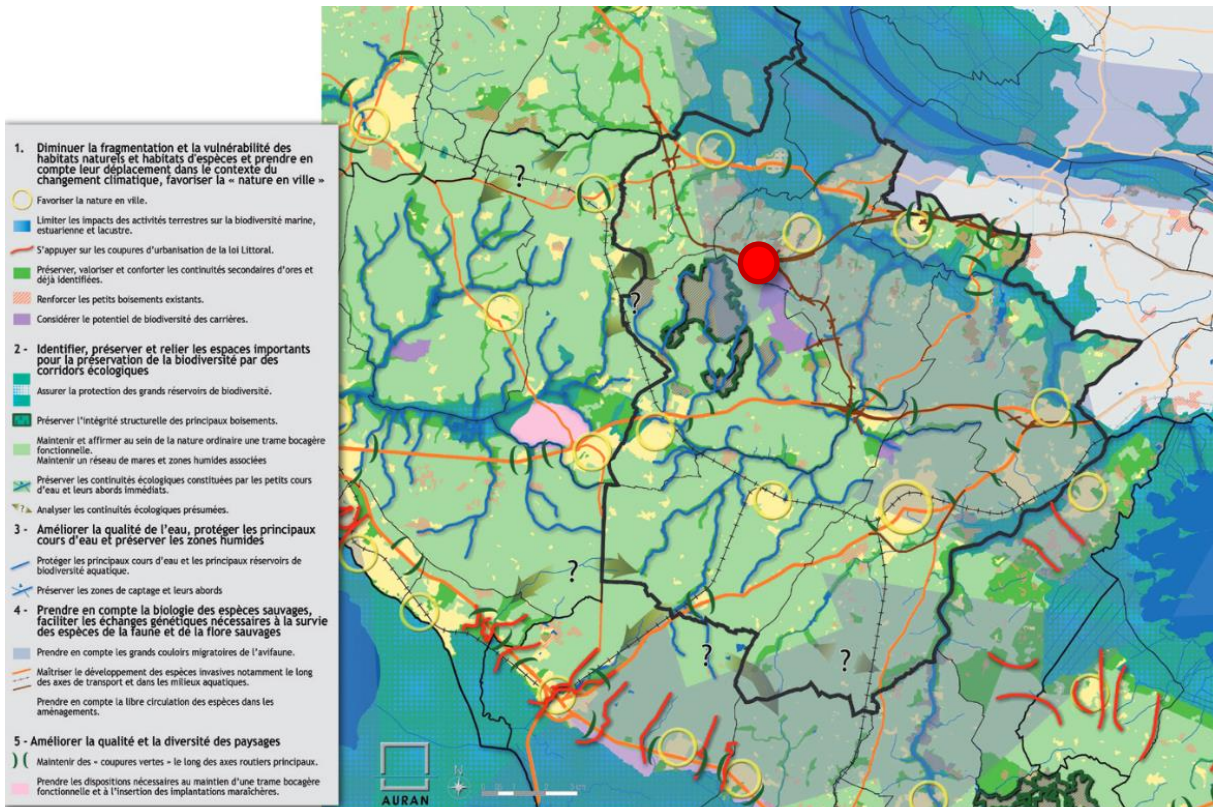 1. Diminuer la fragmentation et la vulnérabilité des
habitats naturels et habitats d'espèces et prendre en
compte leur déplacement dans le contexte du
changement climatique, favoriser la « nature en ville »
Favoriser la nature en ville.
Limiter les impacts des activités terrestres sur la biodiversité marine,
estuarienne et lacustre.
S'appuyer sur les coupures d'urbanisation de la loi Littoral.
Préserver, valoriser et conforter les continuités secondaires d'ores et
déjà identifiées.
Renforcer les petits boisements existants.
Considérer le potentiel de biodiversité des carrières.
2 - Identifier, préserver et relier les espaces importants
pour la préservation de la biodiversité par des
corridors écologiques
Assurer la protection des grands réservoirs de biodiversité.
Préserver l'intégrité structurelle des principaux boisements.
Maintenir et affirmer au sein de la nature ordinaire une trame bocagère
fonctionnelle.
Maintenir un réseau de mares et zones humides associées
Préserver les continuités écologiques constituées par les petits cours
d'eau et leurs abords immédiats.
?
Analyser les continuités écologiques présumées.
3 - Améliorer la qualité de l'eau, protéger les principaux
cours d'eau et préserver les zones humides
Protéger les principaux cours d'eau et les principaux réservoirs de
biodiversité aquatique.
Préserver les zones de captage et leurs abords
4 - Prendre en compte la biologie des espèces sauvages,
faciliter les échanges génétiques nécessaires à la survie
des espèces de la faune et de la flore sauvages
Prendre en compte les grands couloirs migratoires de l'avifaune.
Maîtriser le développement des espèces invasives notamment le long
des axes de transport et dans les milieux aquatiques.
Prendre en compte la libre circulation des espèces dans les
aménagements.
5 - Améliorer la qualité et la diversité des paysages
Maintenir des « coupures vertes » le long des axes routiers principaux.
Prendre les dispositions nécessaires au maintien d'une trame bocagère
fonctionnelle et à l'insertion des implantations maraîchères.
?
?
?
?
?
AURAN
N